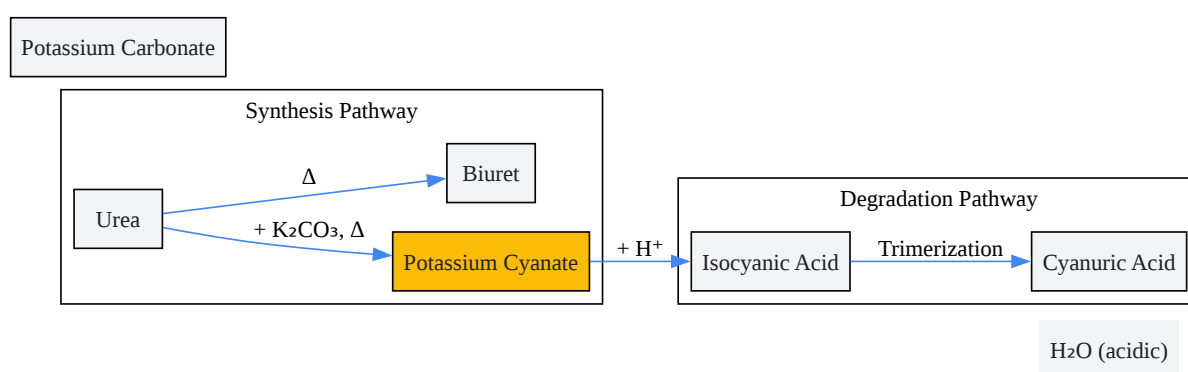 Potassium Carbonate
Synthesis Pathway
Δ
Biuret
Urea
+ K₂CO₃, Δ
Potassium Cyanate
+ H⁺
Degradation Pathway
Isocyanic Acid
Trimerization
Cyanuric Acid
H₂O (acidic)